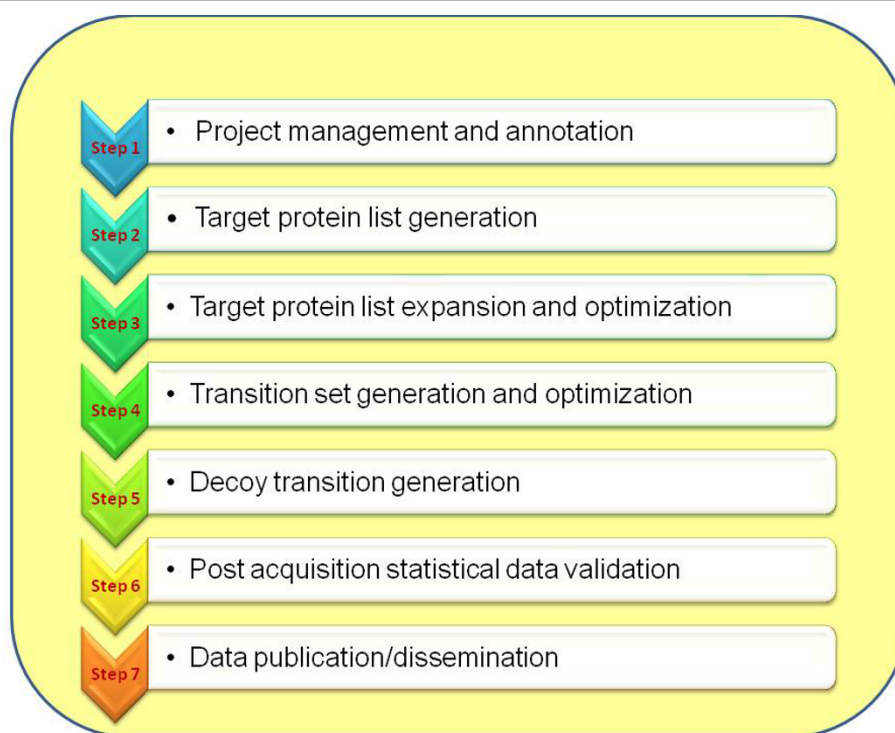 Step 1
• Project management and annotation
Step 2
• Target protein list generation
Step 3
• Target protein list expansion and optimization
Step 4
• Transition set generation and optimization
Step 5
• Decoy transition generation
Step 6
• Post acquisition statistical data validation
Step 7
• Data publication/dissemination